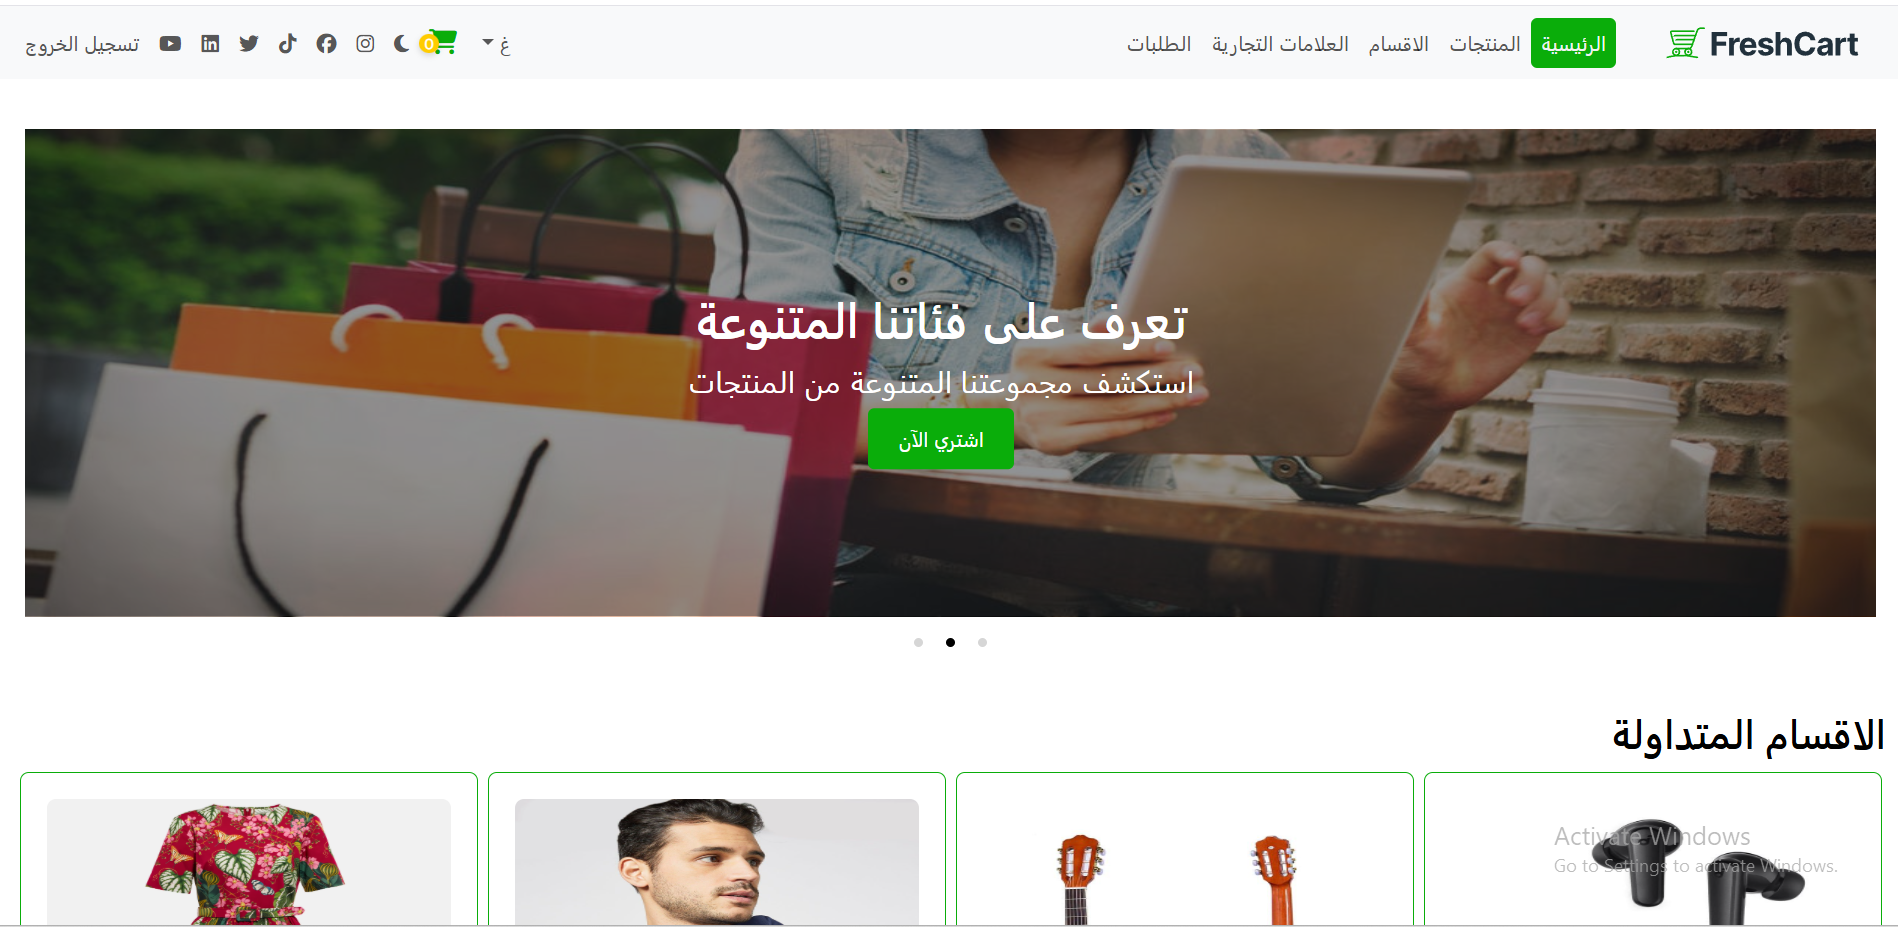 FreshCart
الرئيسية المنتجات الاقسام العلامات التجارية الطلبات
غ 0 تسجيل الخروج
تعرف على فئاتنا المتنوعة
استكشف مجموعتنا المتنوعة من المنتجات
اشتري الآن
الاقسام المتداولة
Activate Windows
Go to Settings to activate Windows.